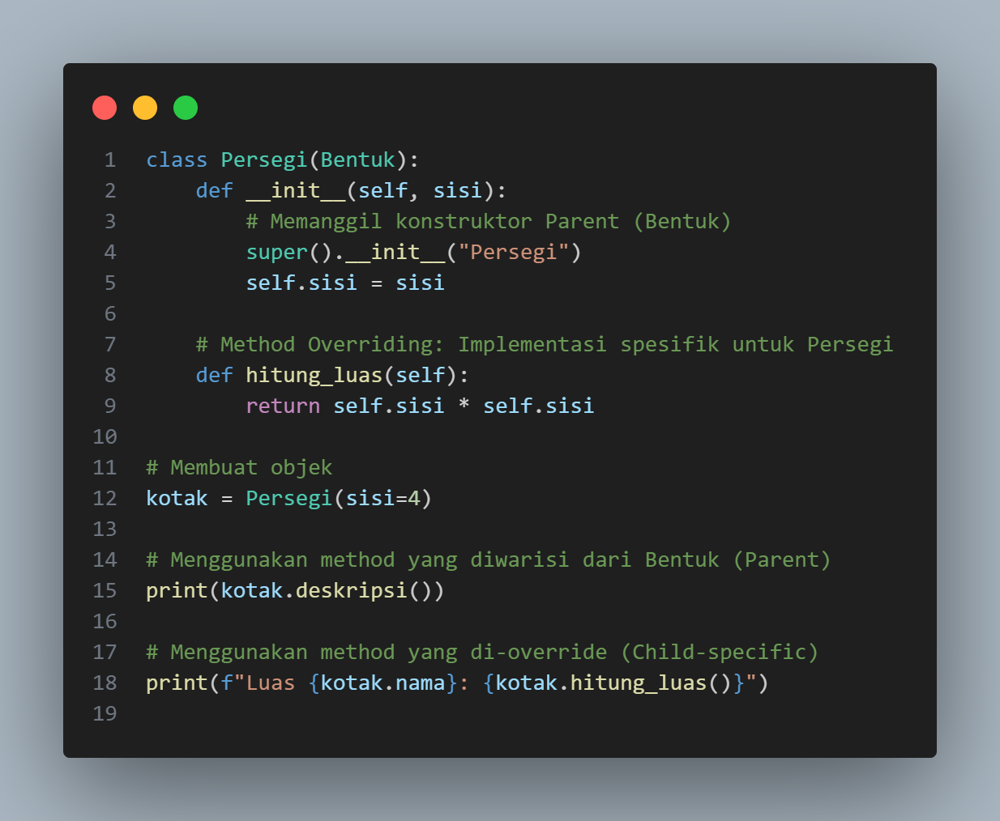 1 class Persegi(Bentuk):
2     def __init__(self, sisi):
3         # Memanggil konstruktor Parent (Bentuk)
4         super().__init__("Persegi")
5         self.sisi = sisi
6
7     # Method Overriding: Implementasi spesifik untuk Persegi
8     def hitung_luas(self):
9         return self.sisi * self.sisi
10
11 # Membuat objek
12 kotak = Persegi(sisi=4)
13
14 # Menggunakan method yang diwarisi dari Bentuk (Parent)
15 print(kotak.deskripsi())
16
17 # Menggunakan method yang di-override (Child-specific)
18 print(f"Luas {kotak.nama}: {kotak.hitung_luas()}")
19